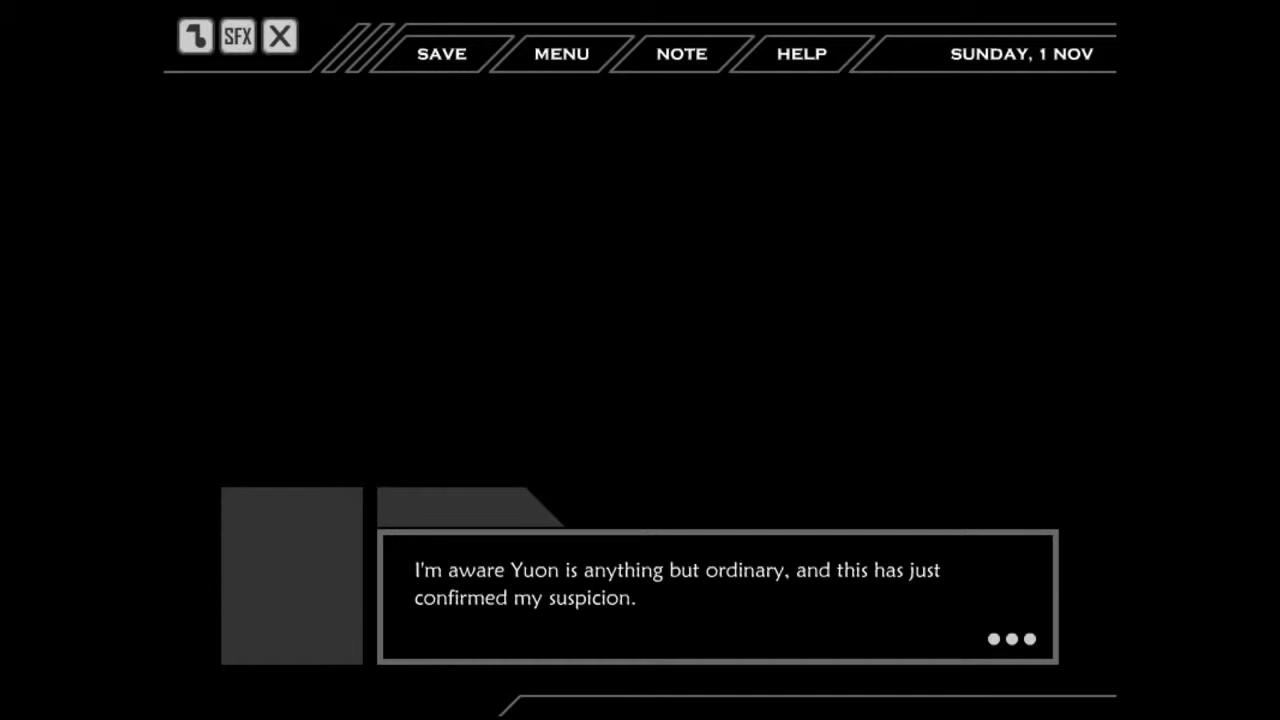 SFX X
SAVE MENU NOTE HELP SUNDAY, 1 NOV
I'm aware Yuon is anything but ordinary, and this has just
confirmed my suspicion.